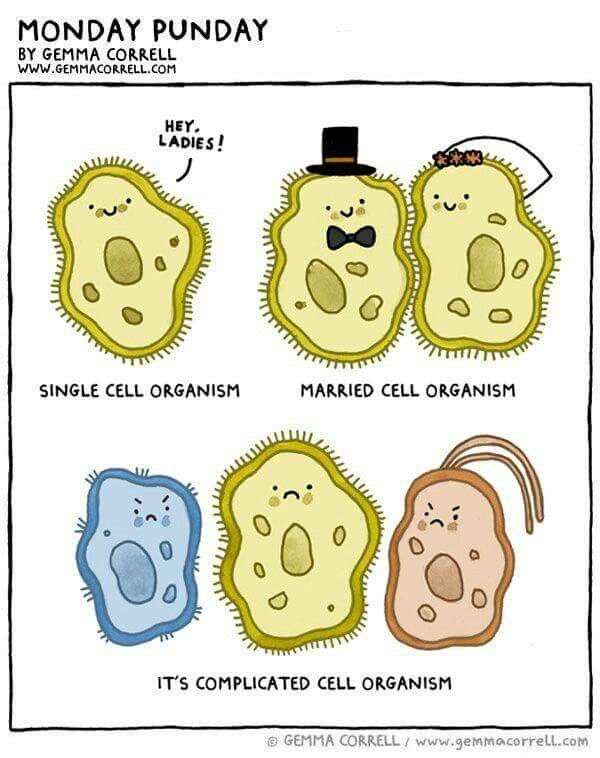 MONDAY PUNDAY
BY GEMMA CORRELL
WWW.GEMMACORRELL.COM
HEY,
LADIES!
SINGLE CELL ORGANISM
MARRIED CELL ORGANISM
IT'S COMPLICATED CELL ORGANISM
© GEMMA CORRELL / www.gemmacorrell.com